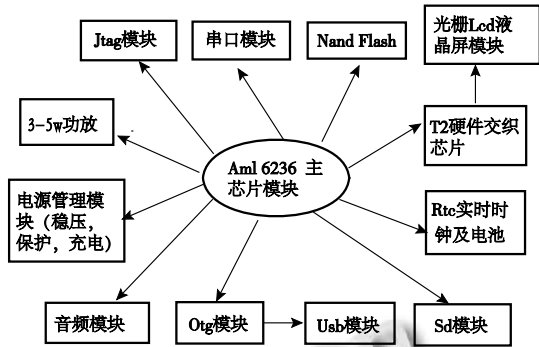 Jtag模块
串口模块
Nand Flash
光栅Lcd液
晶屏模块
3-5w功放
T2硬件交织
芯片
Aml 6236 主
芯片模块
电源管理模
块（稳压，
保护，充电）
Rtc实时时
钟及电池
音频模块
Otg模块
Usb模块
Sd模块